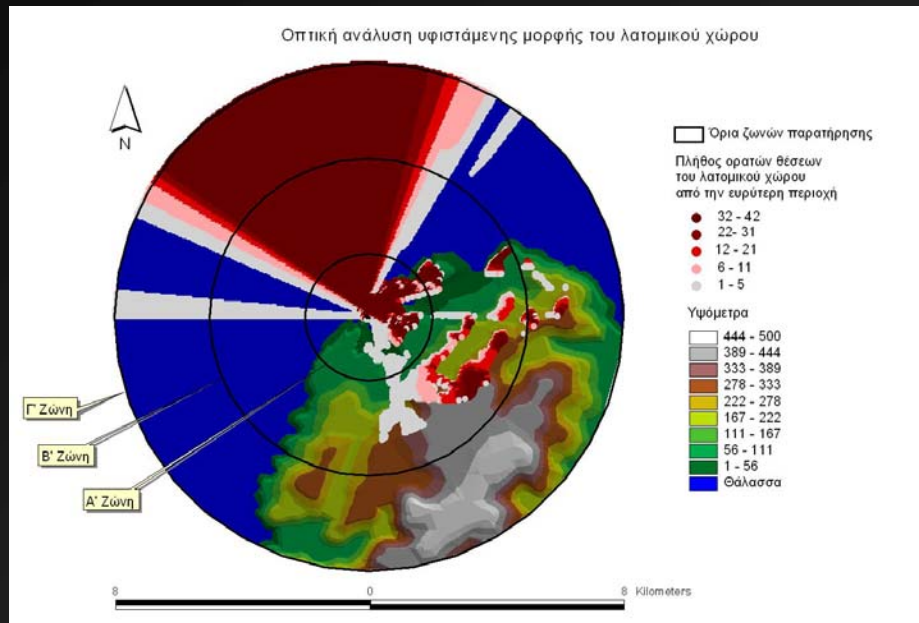 Οπτική ανάλυση υφιστάμενης μορφής του λατομικού χώρου
N
Όρια ζωνών παρατήρησης
Πλήθος ορατών θέσεων
του λατομικού χώρου
από την ευρύτερη περιοχή
32 - 42
22- 31
12 - 21
6 - 11
1 - 5
Υψόμετρα
444 - 500
389 - 444
333 - 389
278 - 333
222 - 278
167 - 222
111 - 167
56 - 111
1 - 56
Θάλασσα
Γ' Ζώνη
Β' Ζώνη
Α' Ζώνη
8 0 8 Kilometers